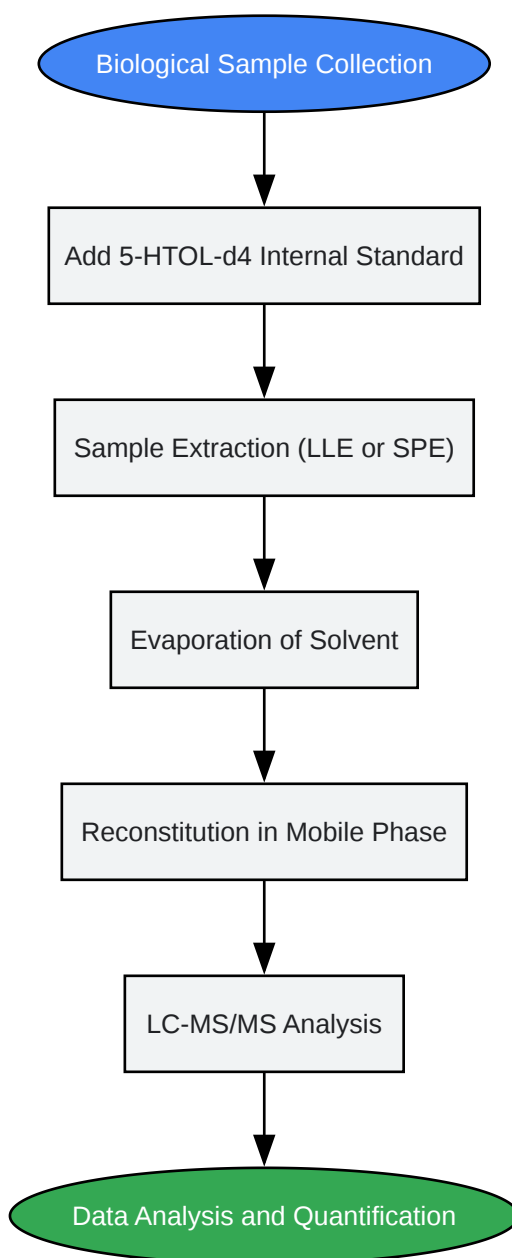 Biological Sample Collection
Add 5-HTOL-d4 Internal Standard
Sample Extraction (LLE or SPE)
Evaporation of Solvent
Reconstitution in Mobile Phase
LC-MS/MS Analysis
Data Analysis and Quantification